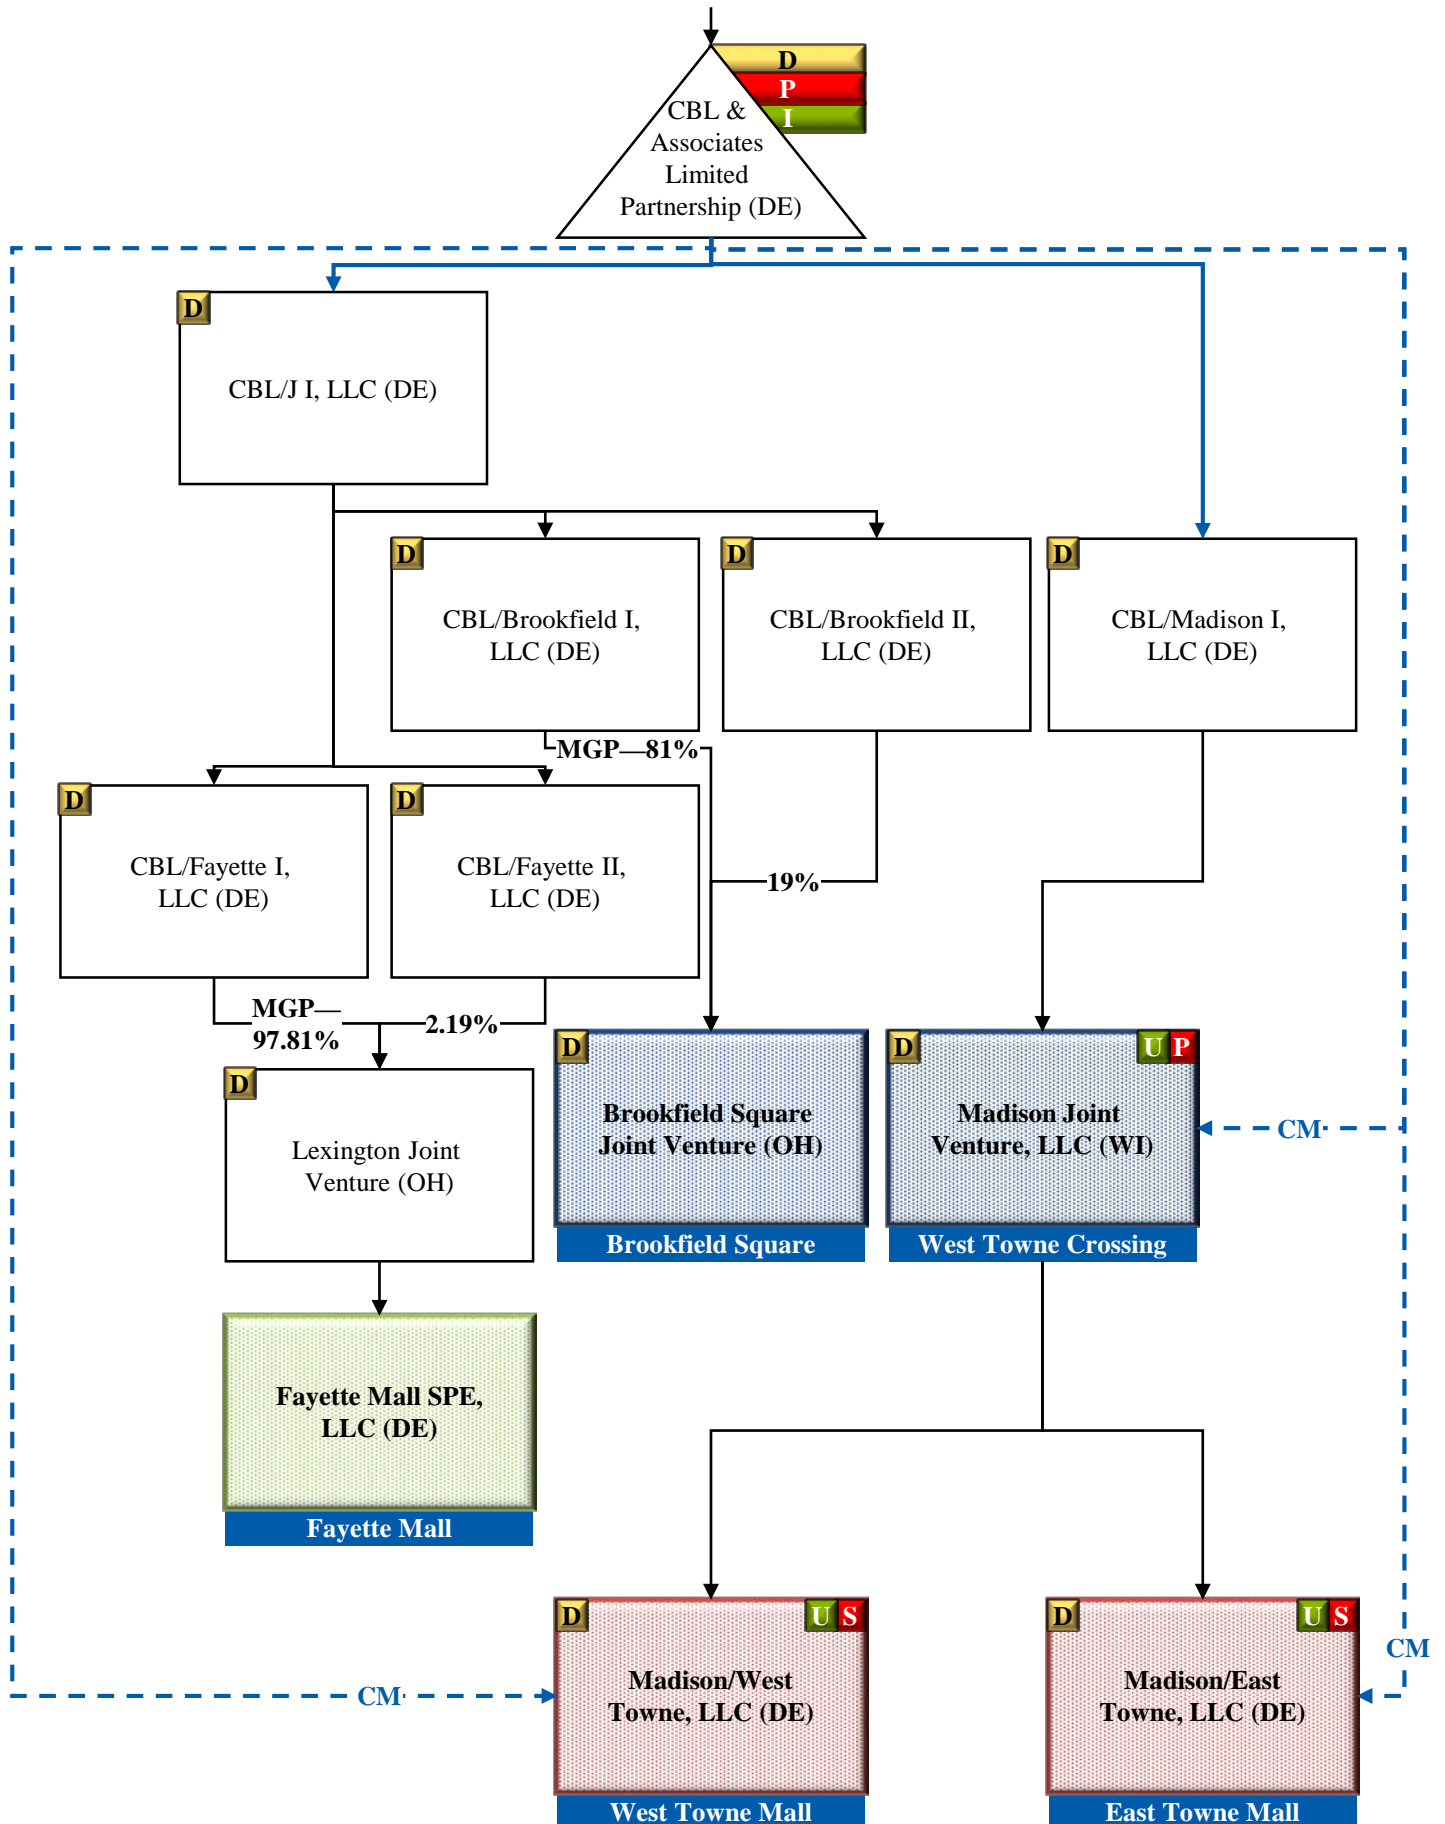 D
P
I
CBL &
Associates
Limited
Partnership (DE)
D
CBL/J I, LLC (DE)
D
CBL/Brookfield I,
LLC (DE)
D
CBL/Brookfield II,
LLC (DE)
D
CBL/Madison I,
LLC (DE)
MGP—81%
D
CBL/Fayette I,
LLC (DE)
D
CBL/Fayette II,
LLC (DE)
19%
MGP—
97.81%
2.19%
D
Lexington Joint
Venture (OH)
D
Brookfield Square
Joint Venture (OH)
Brookfield Square
D
U P
Madison Joint
Venture, LLC (WI)
West Towne Crossing
CM
Fayette Mall SPE,
LLC (DE)
Fayette Mall
D
U S
Madison/West
Towne, LLC (DE)
West Towne Mall
CM
D
U S
Madison/East
Towne, LLC (DE)
East Towne Mall
CM